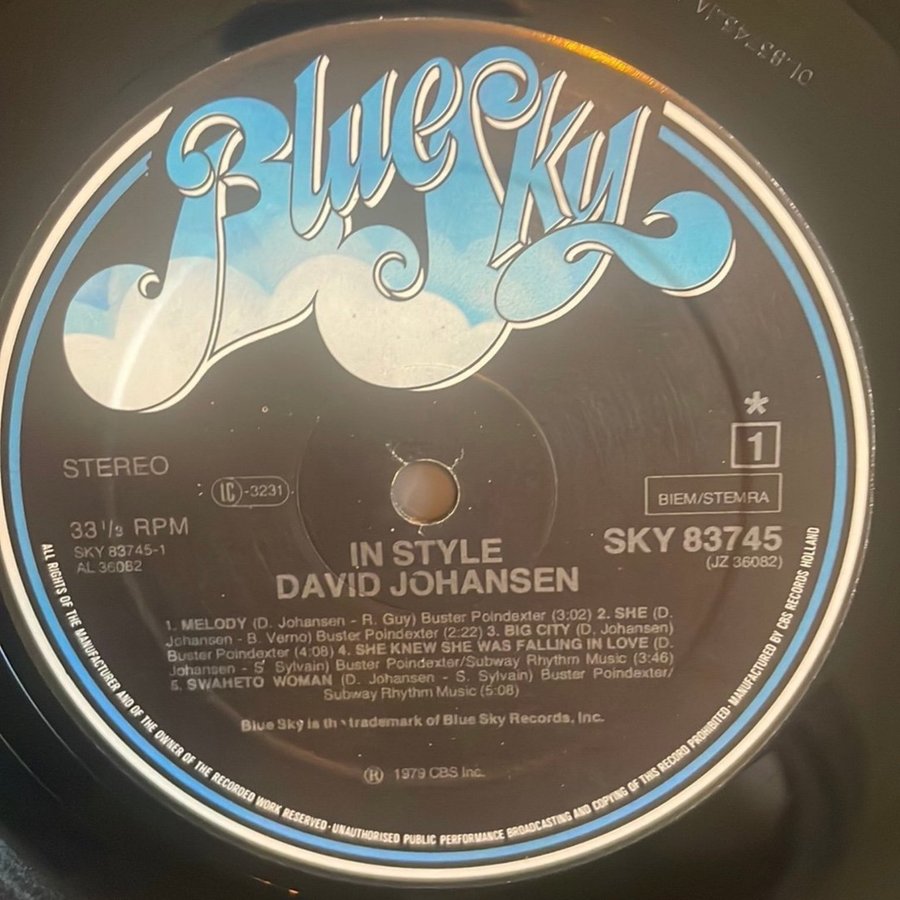 Blue Sky
STEREO
LC-3231
*
1
BIEM/STEMRA
33 1/3 RPM
SKY 83745-1
AL 36082
SKY 83745
(JZ 36082)
IN STYLE
DAVID JOHANSEN
1. MELODY (D. Johansen - R. Guy) Buster Poindexter (3:02) 2. SHE (D.
Johansen - B. Verno) Buster Poindexter (2:22) 3. BIG CITY (D. Johansen)
Buster Poindexter (4:08) 4. SHE KNEW SHE WAS FALLING IN LOVE (D.
Johansen - S. Sylvain) Buster Poindexter/Subway Rhythm Music (3:46)
5. SWAHETO WOMAN (D. Johansen - S. Sylvain) Buster Poindexter/
Subway Rhythm Music (5:08)
Blue Sky is the trademark of Blue Sky Records, Inc.
Ⓡ 1979 CBS Inc.
ALL RIGHTS OF THE MANUFACTURER AND OF THE OWNER OF THE RECORDED WORK RESERVED · UNAUTHORISED PUBLIC PERFORMANCE BROADCASTING AND COPYING OF THIS RECORD PROHIBITED · MANUFACTURED BY CBS RECORDS HOLLAND